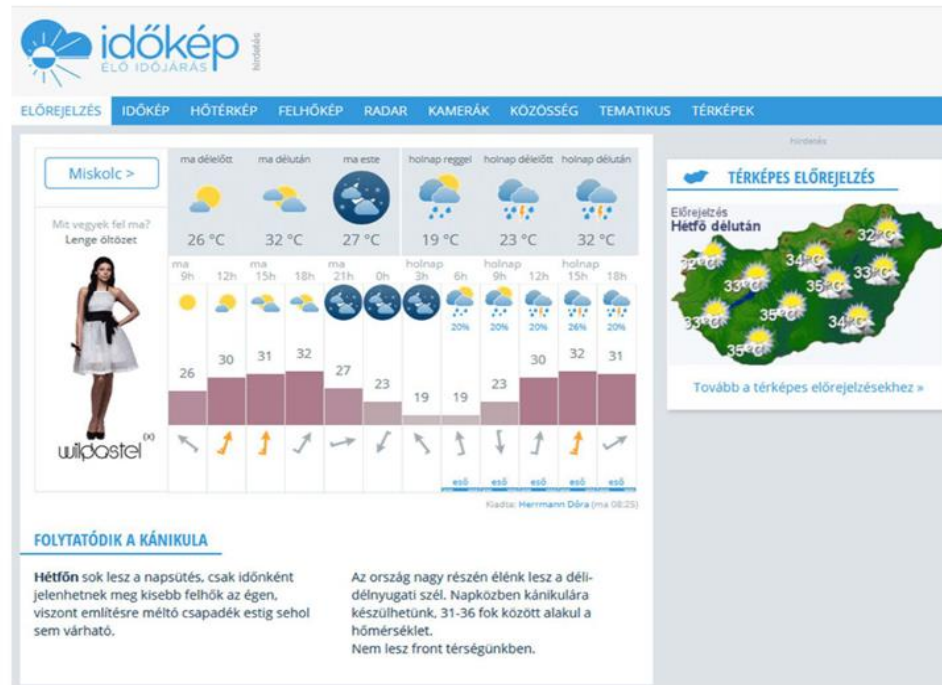 időkép
ÉLŐ IDŐJÁRÁS
hirdetés
ELŐREJELZÉS IDŐKÉP HŐTÉRKÉP FELHŐKÉP RADAR KAMERÁK KÖZÖSSÉG TEMATIKUS TÉRKÉPEK
hirdetés
Miskolc >
Mit vegyek fel ma?
Lenge öltözet
wildpastel (x)
ma délelőtt ma délután ma este holnap reggel holnap délelőtt holnap délután
26 °C 32 °C 27 °C 19 °C 23 °C 32 °C
ma ma ma holnap holnap holnap
9h 12h 15h 18h 21h 0h 3h 6h 9h 12h 15h 18h
20% 20% 20% 26% 20%
26 30 31 32 27 23 19 19 23 30 32 31
eső eső eső eső eső
Kiadta: Herrmann Dóra (ma 08:25)
TÉRKÉPES ELŐREJELZÉS
Előrejelzés
Hétfő délután
32°C
32°C
34°C
33°C
33°C
35°C
33°C
35°C
34°C
35°C
Tovább a térképes előrejelzésekhez »
FOLYTATÓDIK A KÁNIKULA
Hétfőn sok lesz a napsütés, csak időnként
jelenhetnek meg kisebb felhők az égen,
viszont említésre méltó csapadék estig sehol
sem várható.
Az ország nagy részén élénk lesz a déli-
délnyugati szél. Napközben kánikulára
készülhetünk, 31-36 fok között alakul a
hőmérséklet.
Nem lesz front térségünkben.